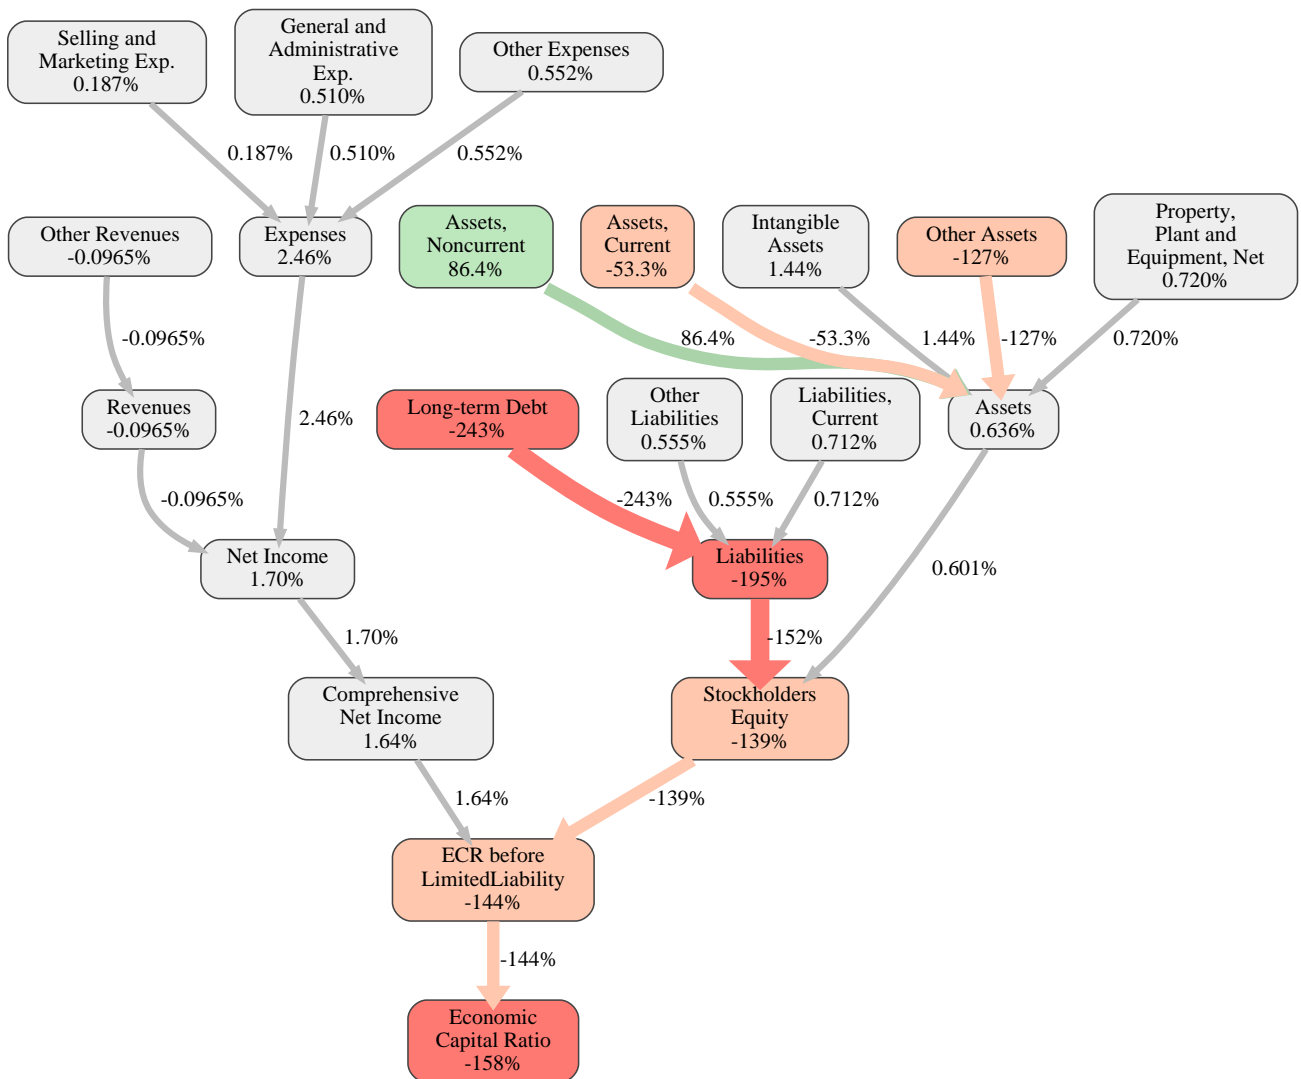 Selling and
Marketing Exp.
0.187%
General and
Administrative
Exp.
0.510%
Other Expenses
0.552%
0.187%
0.510%
0.552%
Other Revenues
-0.0965%
Expenses
2.46%
Assets,
Noncurrent
86.4%
Assets,
Current
-53.3%
Intangible
Assets
1.44%
Other Assets
-127%
Property,
Plant and
Equipment, Net
0.720%
-0.0965%
86.4%
-53.3%
1.44%
-127%
0.720%
Revenues
-0.0965%
2.46%
Long-term Debt
-243%
Other
Liabilities
0.555%
Liabilities,
Current
0.712%
Assets
0.636%
-0.0965%
-243%
0.555%
0.712%
Net Income
1.70%
Liabilities
-195%
0.601%
1.70%
-152%
Comprehensive
Net Income
1.64%
Stockholders
Equity
-139%
1.64%
-139%
ECR before
LimitedLiability
-144%
-144%
Economic
Capital Ratio
-158%